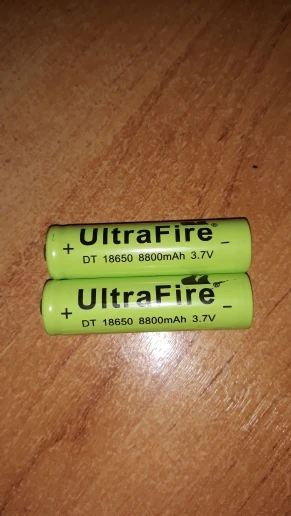 UltraFire®
+ -
DT 18650 8800mAh 3.7V
UltraFire®
+ -
DT 18650 8800mAh 3.7V